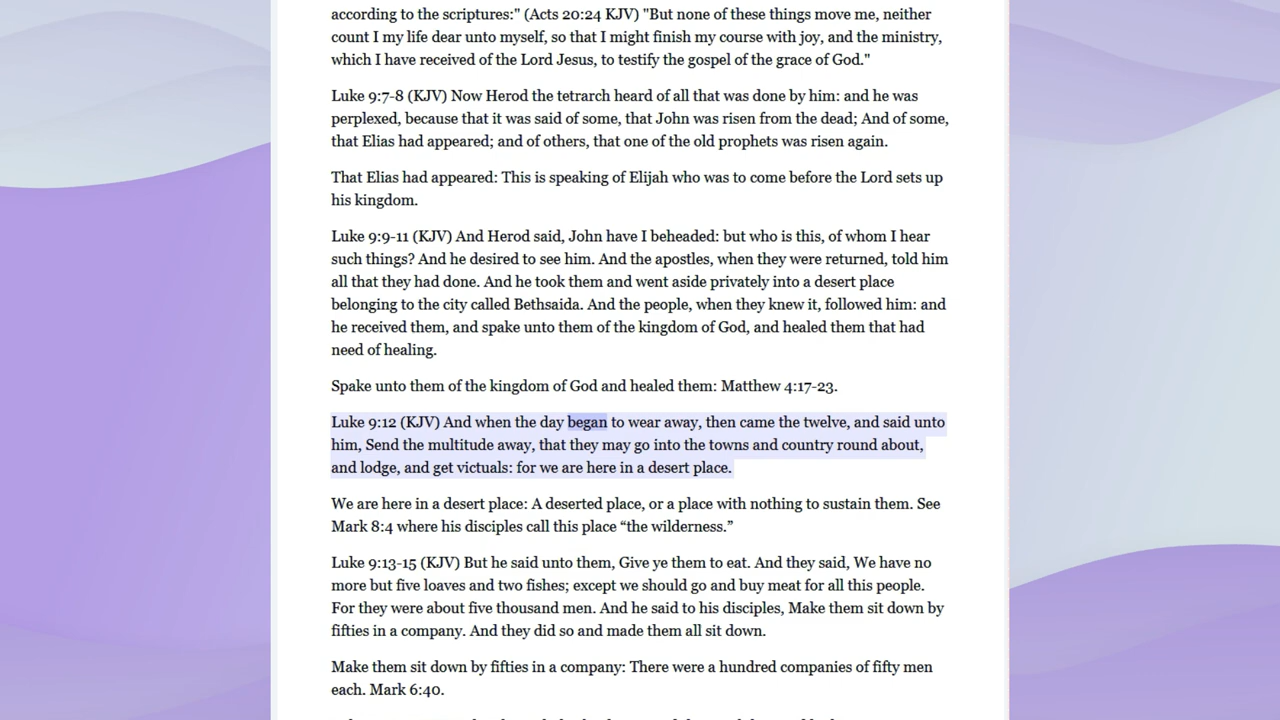 according to the scriptures:" (Acts 20:24 KJV) "But none of these things move me, neither
count I my life dear unto myself, so that I might finish my course with joy, and the ministry,
which I have received of the Lord Jesus, to testify the gospel of the grace of God."
Luke 9:7-8 (KJV) Now Herod the tetrarch heard of all that was done by him: and he was
perplexed, because that it was said of some, that John was risen from the dead; And of some,
that Elias had appeared; and of others, that one of the old prophets was risen again.
That Elias had appeared: This is speaking of Elijah who was to come before the Lord sets up
his kingdom.
Luke 9:9-11 (KJV) And Herod said, John have I beheaded: but who is this, of whom I hear
such things? And he desired to see him. And the apostles, when they were returned, told him
all that they had done. And he took them and went aside privately into a desert place
belonging to the city called Bethsaida. And the people, when they knew it, followed him: and
he received them, and spake unto them of the kingdom of God, and healed them that had
need of healing.
Spake unto them of the kingdom of God and healed them: Matthew 4:17-23.
Luke 9:12 (KJV) And when the day began to wear away, then came the twelve, and said unto
him, Send the multitude away, that they may go into the towns and country round about,
and lodge, and get victuals: for we are here in a desert place.
We are here in a desert place: A deserted place, or a place with nothing to sustain them. See
Mark 8:4 where his disciples call this place “the wilderness.”
Luke 9:13-15 (KJV) But he said unto them, Give ye them to eat. And they said, We have no
more but five loaves and two fishes; except we should go and buy meat for all this people.
For they were about five thousand men. And he said to his disciples, Make them sit down by
fifties in a company. And they did so and made them all sit down.
Make them sit down by fifties in a company: There were a hundred companies of fifty men
each. Mark 6:40.